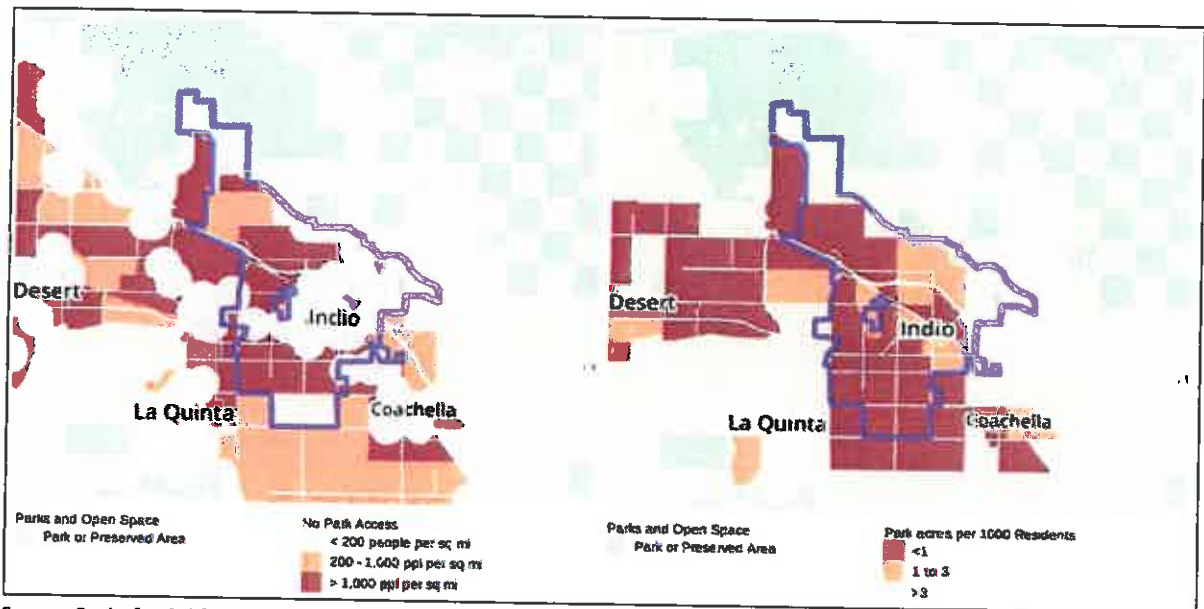 Desert
Indio
La Quinta
Coachella
Parks and Open Space
Park or Preserved Area
No Park Access
< 200 people per sq mi
200 - 1,000 ppl per sq mi
> 1,000 ppl per sq mi
Desert
Indio
La Quinta
Coachella
Parks and Open Space
Park or Preserved Area
Park acres per 1000 Residents
<1
1 to 3
>3